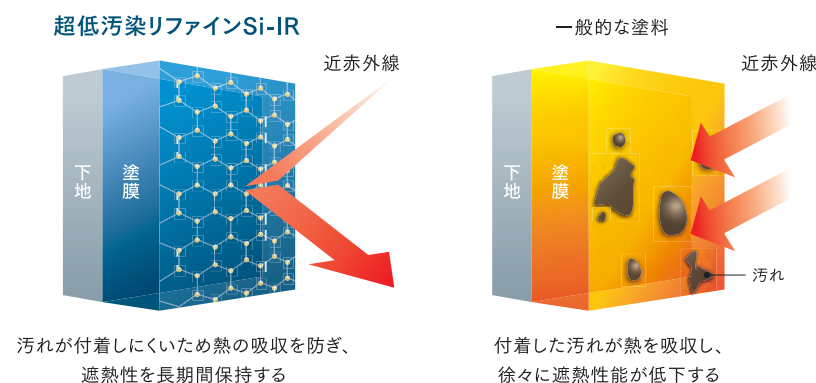 超低汚染リファインSi-IR
近赤外線
下地
塗膜
汚れが付着しにくいため熱の吸収を防ぎ、
遮熱性を長期間保持する
一般的な塗料
近赤外線
下地
塗膜
汚れ
付着した汚れが熱を吸収し、
徐々に遮熱性能が低下する